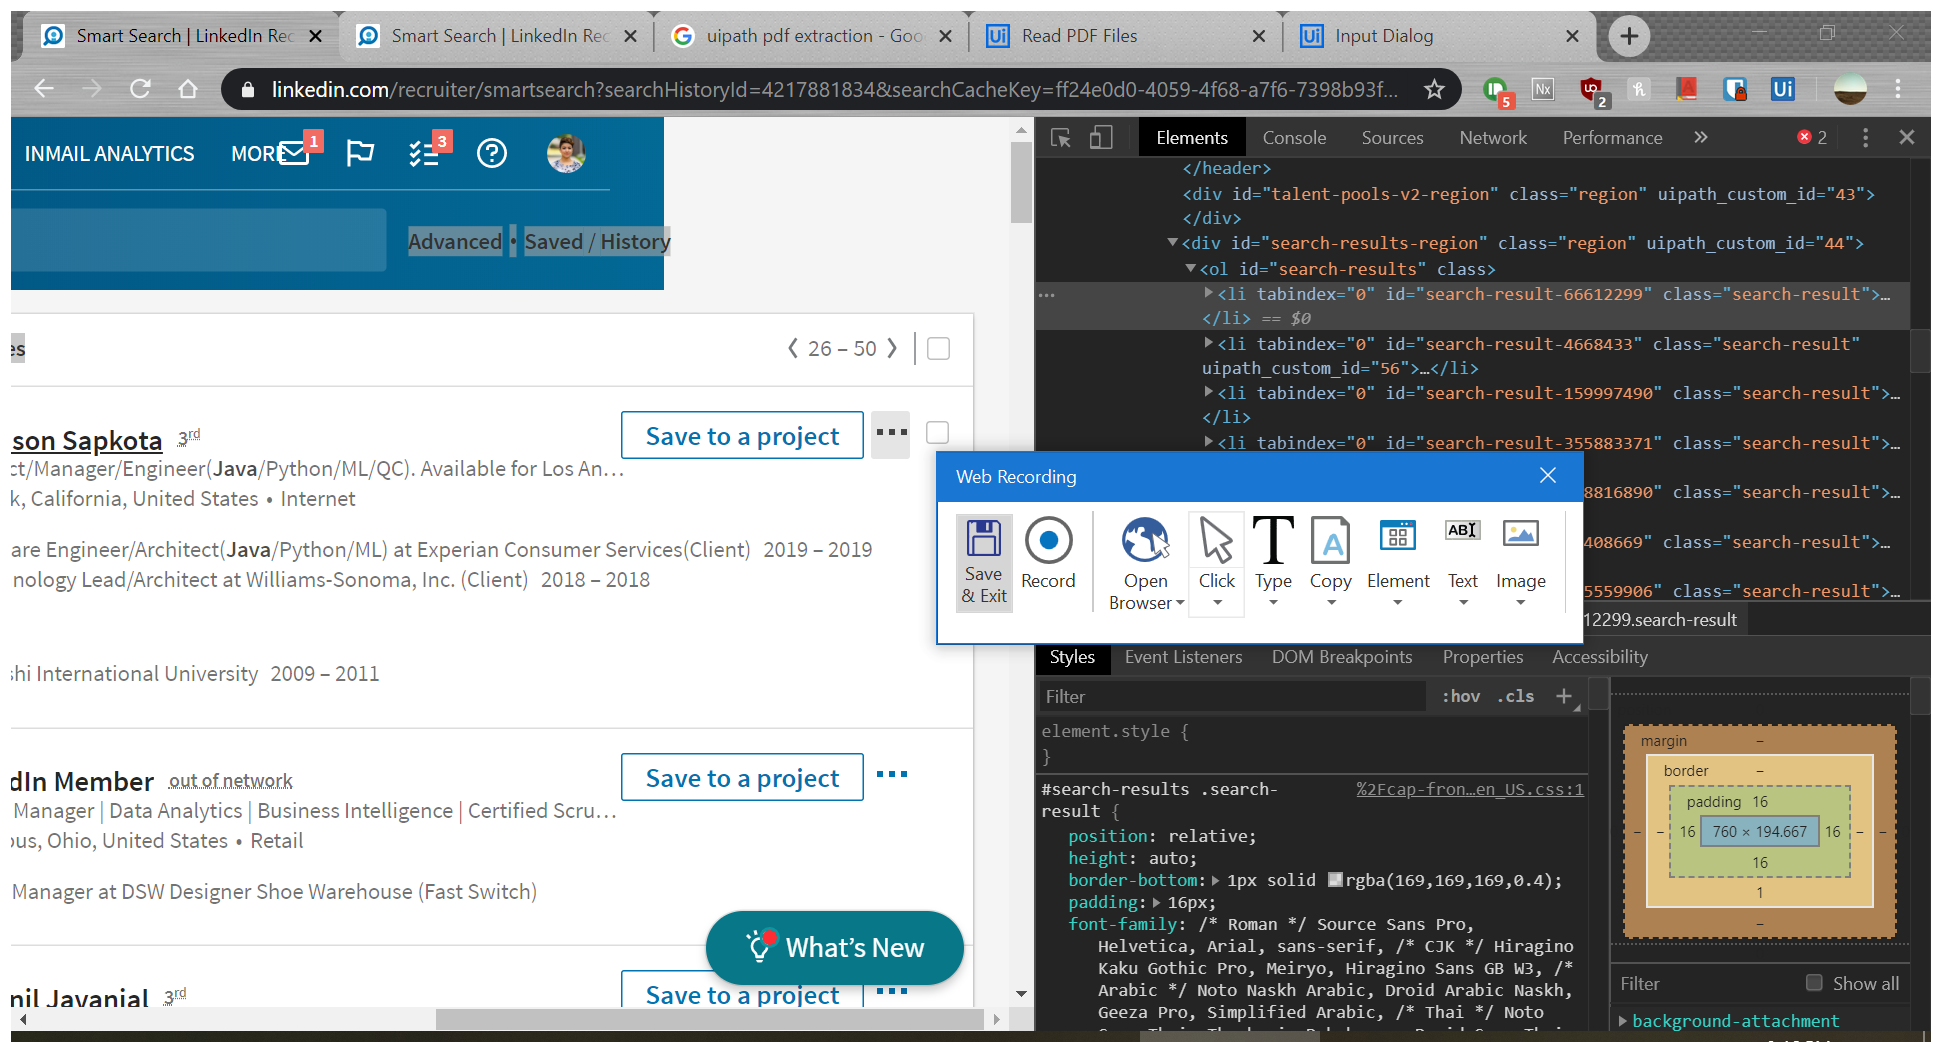 Smart Search | LinkedIn Rec
Smart Search | LinkedIn Rec
uipath pdf extraction - Goo
Read PDF Files
Input Dialog
linkedin.com/recruiter/smartsearch?searchHistoryId=4217881834&searchCacheKey=ff24e0d0-4059-4f68-a7f6-7398b93f...
5
Nx
2
Ui
INMAIL ANALYTICS
MORE
1
3
Advanced • Saved / History
es
26 – 50
son Sapkota 3rd
Save to a project
ct/Manager/Engineer(Java/Python/ML/QC). Available for Los An…
k, California, United States • Internet
are Engineer/Architect(Java/Python/ML) at Experian Consumer Services(Client) 2019 – 2019
nology Lead/Architect at Williams-Sonoma, Inc. (Client) 2018 – 2018
shi International University 2009 – 2011
dIn Member out of network
Save to a project
Manager | Data Analytics | Business Intelligence | Certified Scru…
bus, Ohio, United States • Retail
Manager at DSW Designer Shoe Warehouse (Fast Switch)
What's New
nil Javanial 3rd
Save to a project
Elements
Console
Sources
Network
Performance
2
</header>
<div id="talent-pools-v2-region" class="region" uipath_custom_id="43">
</div>
<div id="search-results-region" class="region" uipath_custom_id="44">
<ol id="search-results" class>
<li tabindex="0" id="search-result-66612299" class="search-result">…
</li> == $0
<li tabindex="0" id="search-result-4668433" class="search-result"
uipath_custom_id="56">…</li>
<li tabindex="0" id="search-result-159997490" class="search-result">…
</li>
<li tabindex="0" id="search-result-355883371" class="search-result">…
8816890" class="search-result">…
408669" class="search-result">…
5559906" class="search-result">…
12299.search-result
Web Recording
Save & Exit
Record
Open Browser
Click
Type
Copy
Element
Text
Image
Styles
Event Listeners
DOM Breakpoints
Properties
Accessibility
Filter
:hov .cls +
element.style {
}
#search-results .search-
%2Fcap-fron…en_US.css:1
result {
position: relative;
height: auto;
border-bottom: 1px solid rgba(169,169,169,0.4);
padding: 16px;
font-family: /* Roman */ Source Sans Pro,
Helvetica, Arial, sans-serif, /* CJK */ Hiragino
Kaku Gothic Pro, Meiryo, Hiragino Sans GB W3, /*
Arabic */ Noto Naskh Arabic, Droid Arabic Naskh,
Geeza Pro, Simplified Arabic, /* Thai */ Noto
margin –
border –
padding 16
– – 16 760 × 194.667 16 – –
16
1
–
Filter
Show all
background-attachment